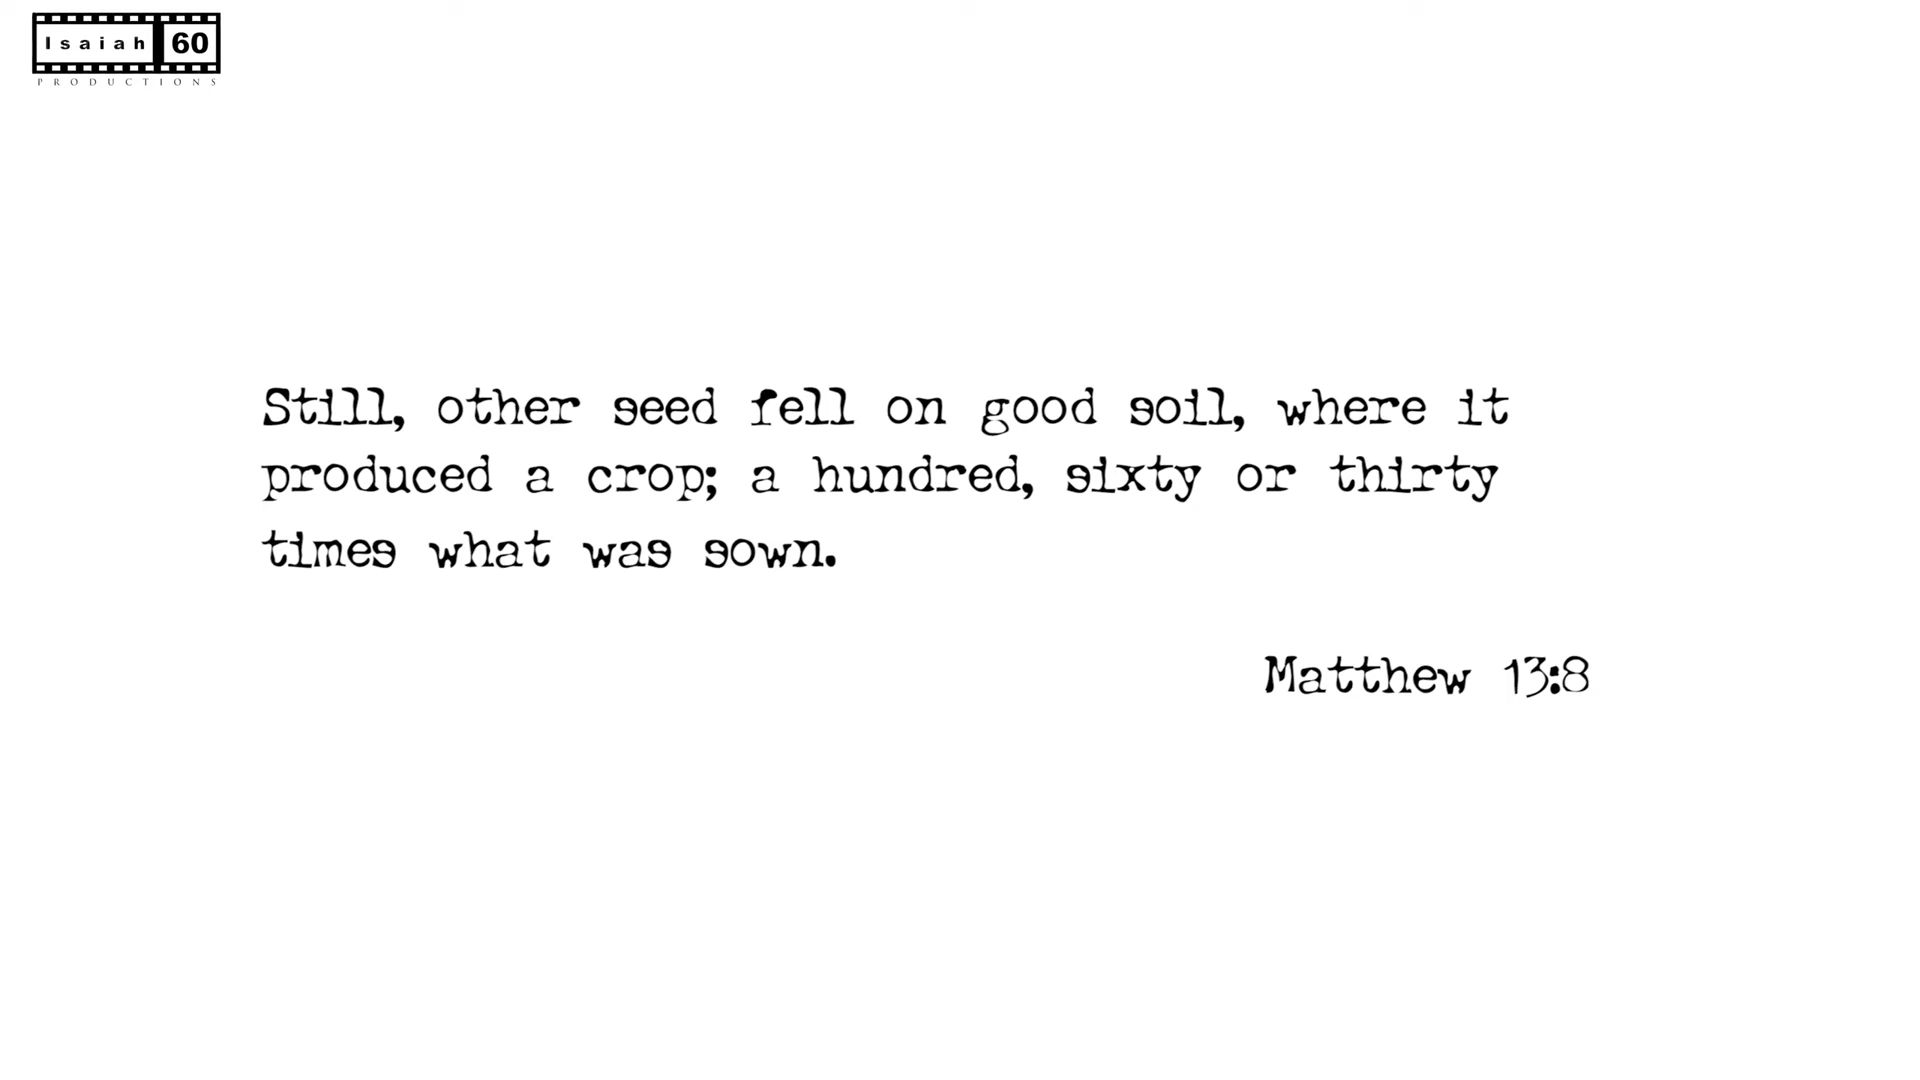 Isaiah 60
PRODUCTIONS
Still, other seed fell on good soil, where it
produced a crop; a hundred, sixty or thirty
times what was sown.
Matthew 13:8